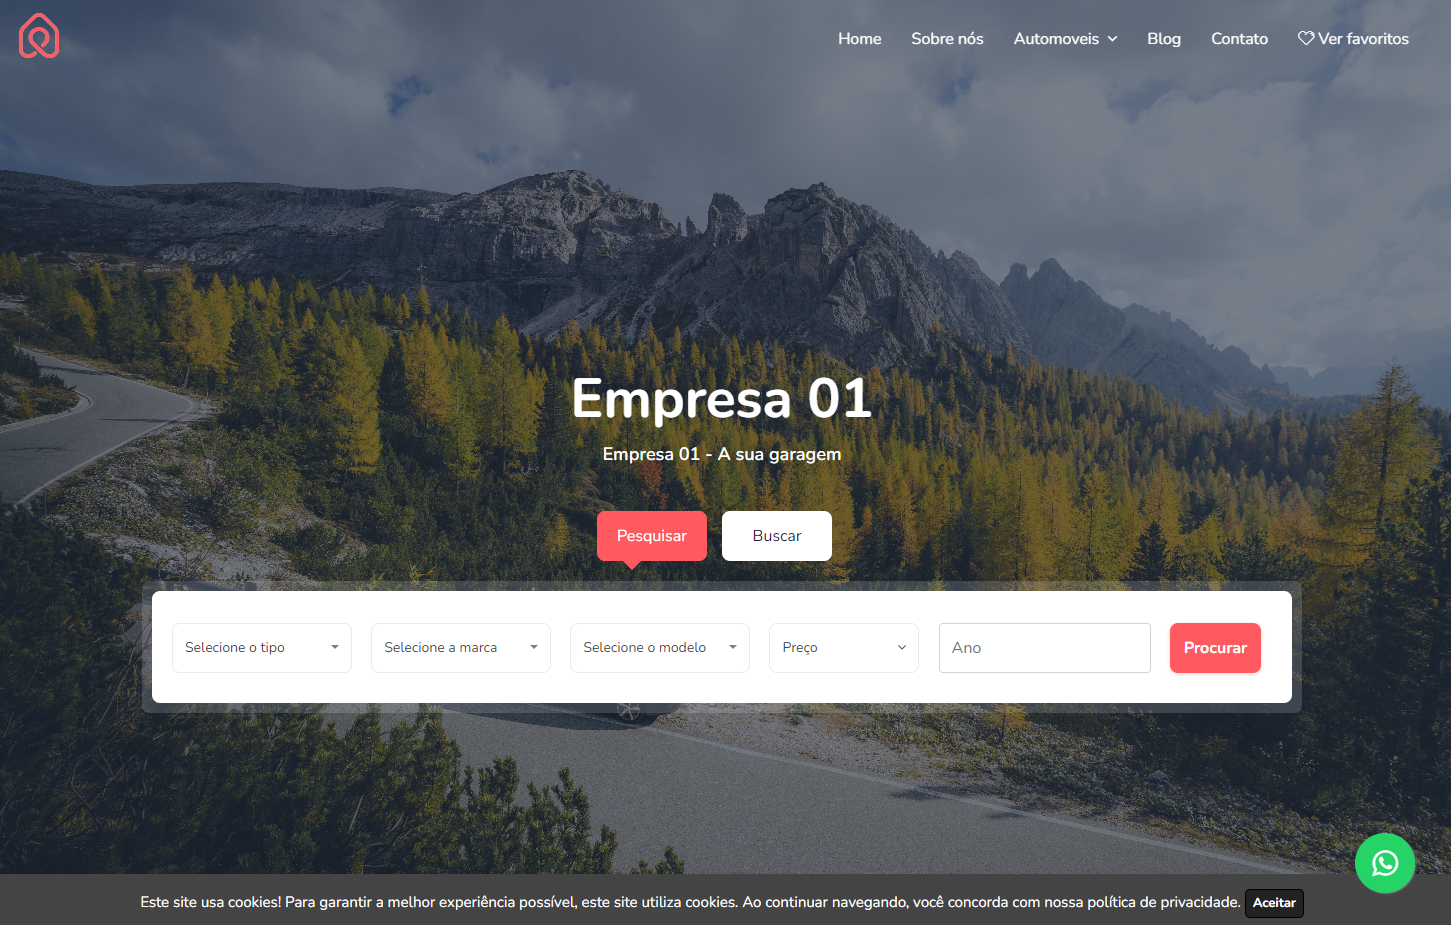 Home Sobre nós Automoveis Blog Contato Ver favoritos
Empresa 01
Empresa 01 - A sua garagem
Pesquisar Buscar
Selecione o tipo Selecione a marca Selecione o modelo Preço Ano Procurar
Este site usa cookies! Para garantir a melhor experiência possível, este site utiliza cookies. Ao continuar navegando, você concorda com nossa política de privacidade. Aceitar